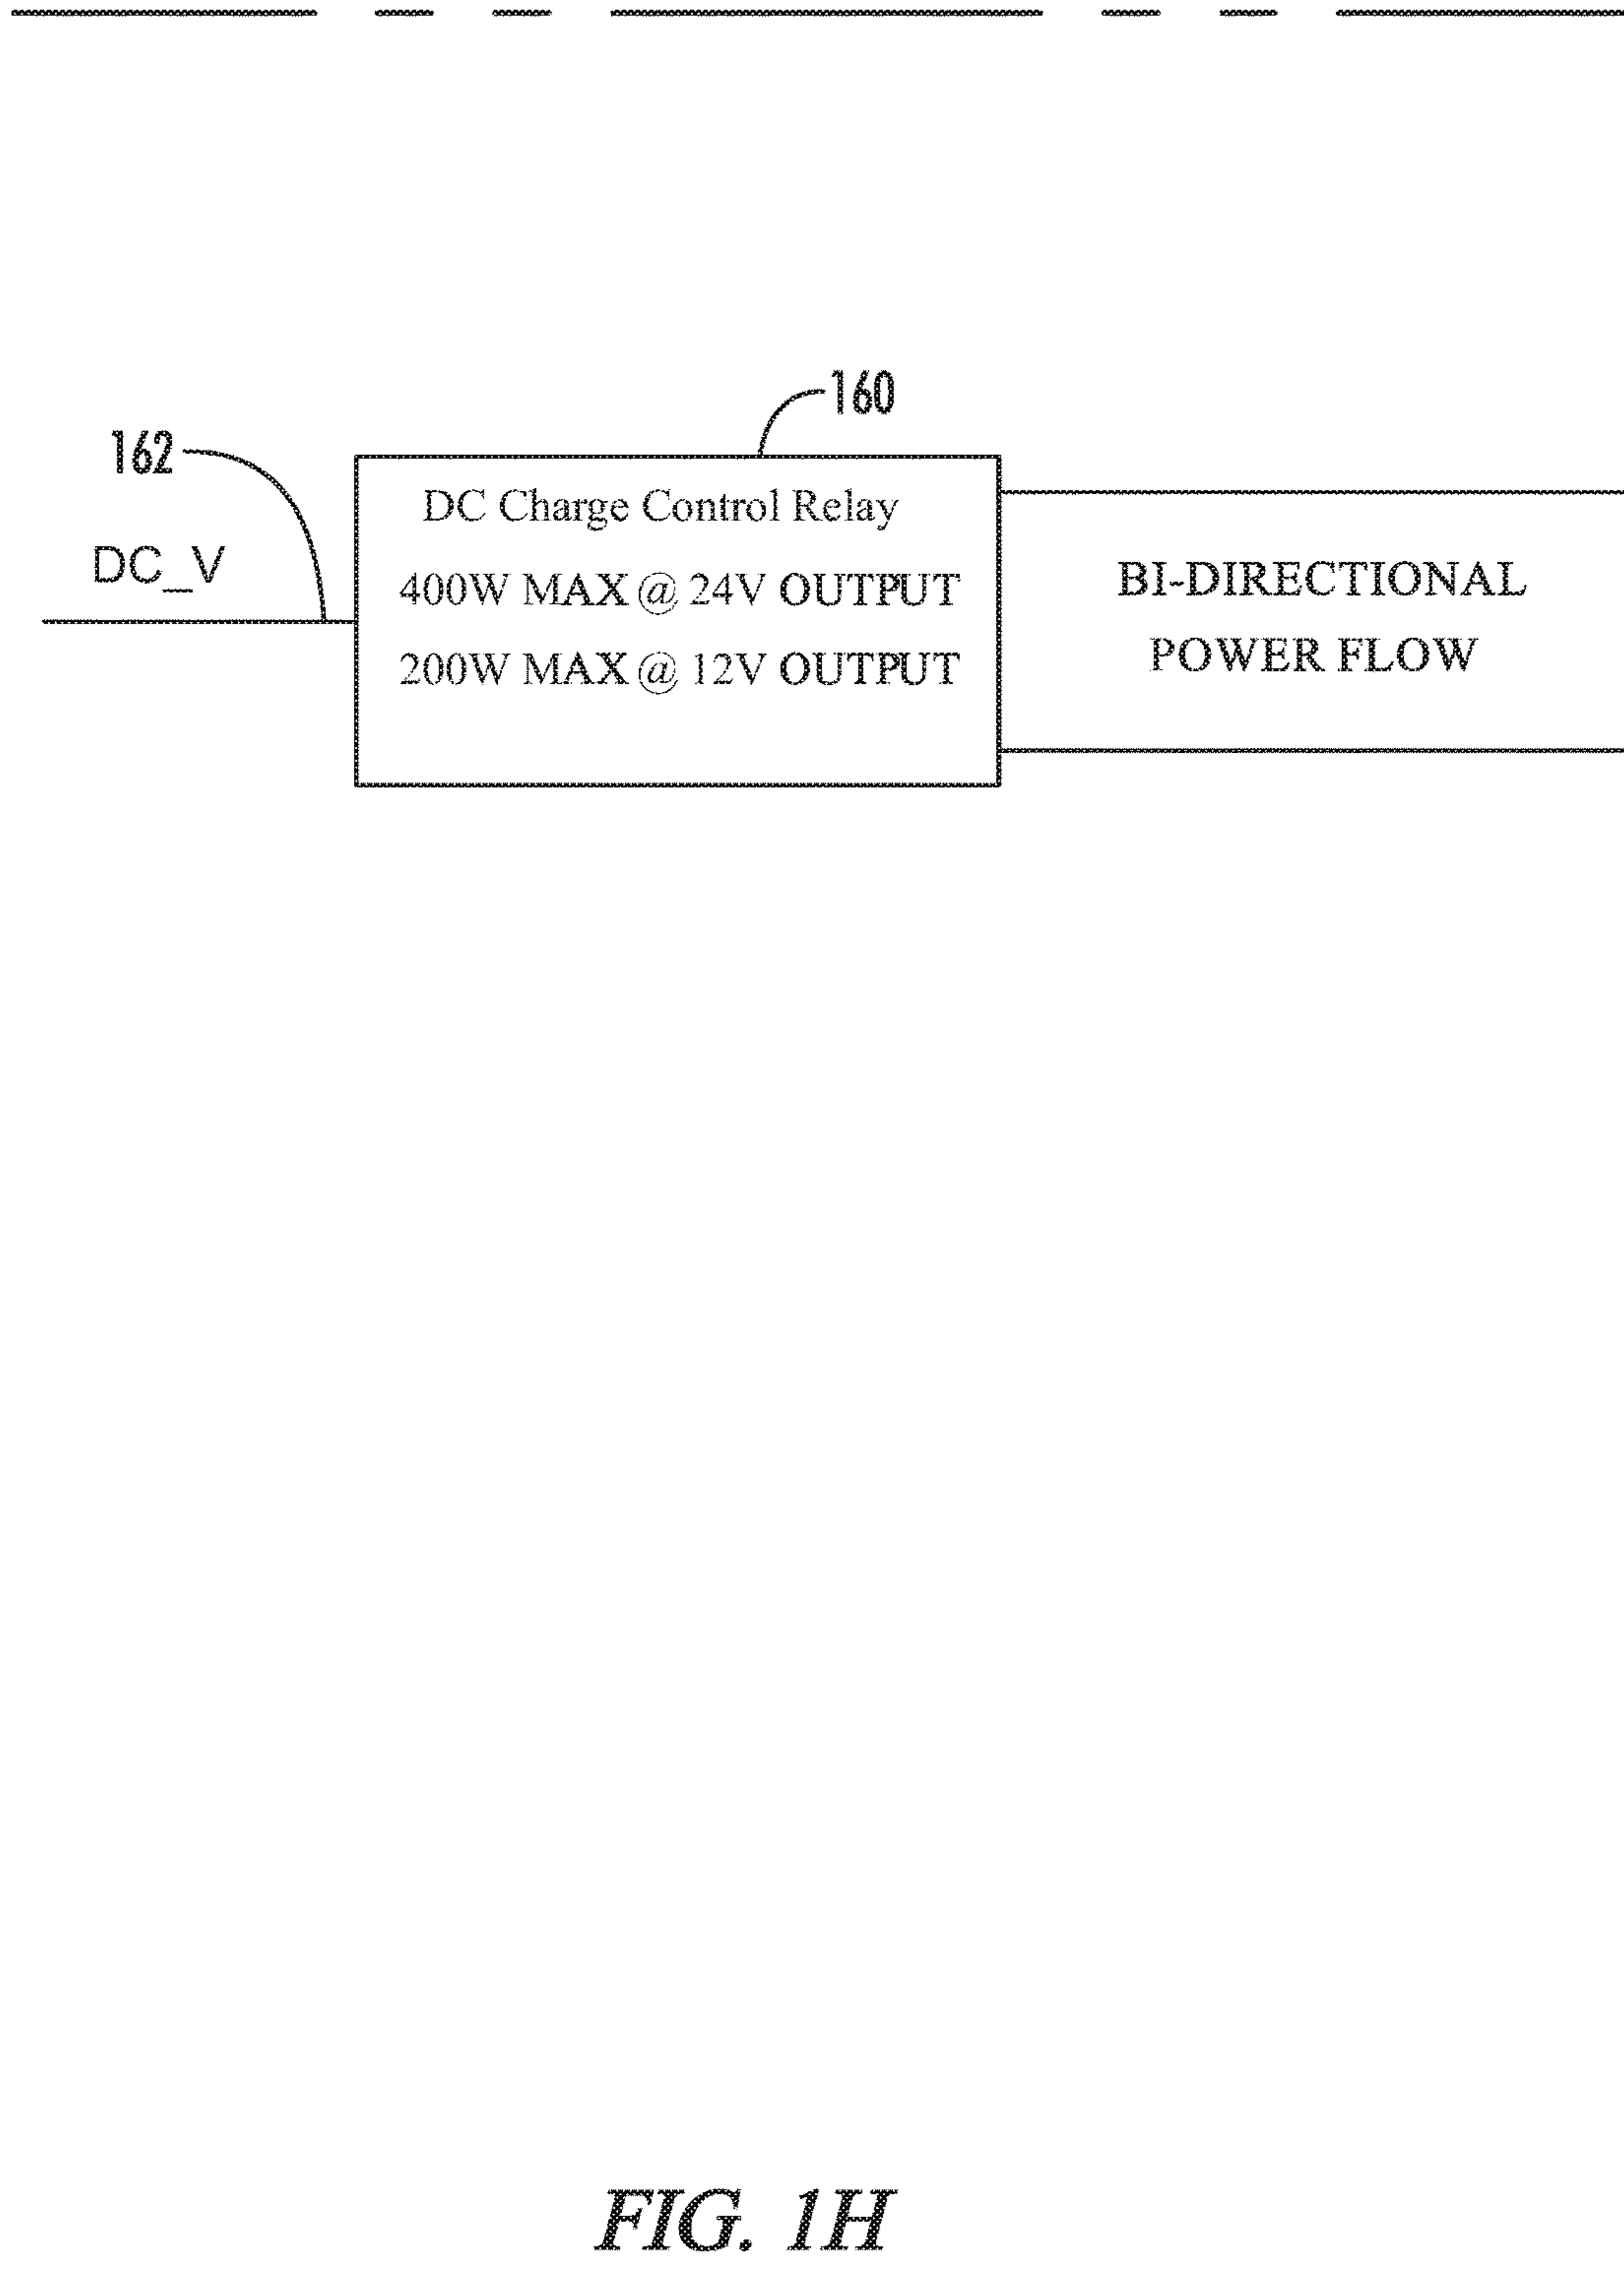 160
162
DC_V
DC Charge Control Relay
400W MAX @ 24V OUTPUT
200W MAX @ 12V OUTPUT
BI-DIRECTIONAL
POWER FLOW
FIG. 1H